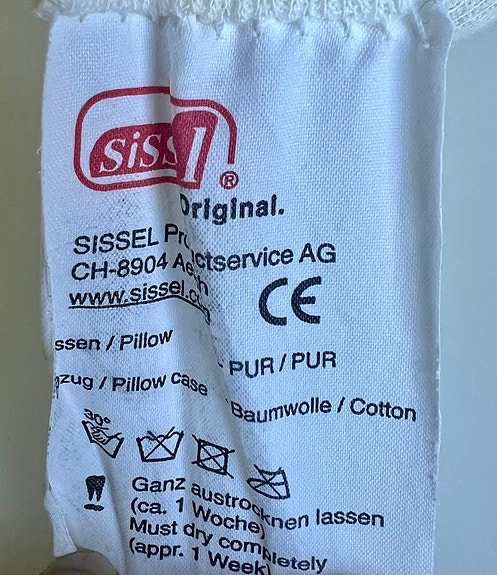 sissel®
Original.
SISSEL Pr ctservice AG
CH-8904 Ae h
www.sissel.c g
ssen / Pillow - PUR / PUR
zug / Pillow case Baumwolle / Cotton
30°
Ganz austrocknen lassen
(ca. 1 Woche)
Must dry completely
(appr. 1 Week)
CE